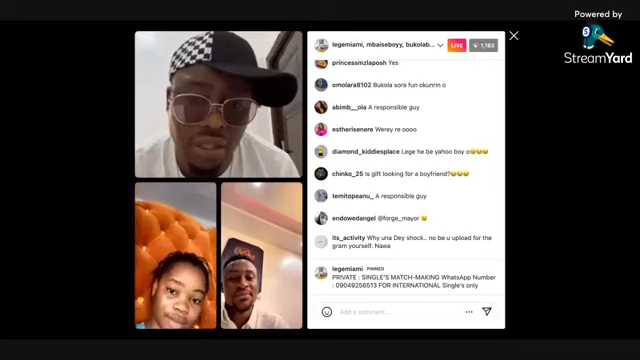 Powered by
S
StreamYard
legemiami, mbaiseboyy, bukolab...
LIVE
1,183
princessmzlaposh Yes
omolara8102 Bukola sora fun okunrin o
abimb__ola A responsible guy
estherisenere Werey re oooo
diamond_kiddiesplace Lege he be yahoo boy o😂😂😂
chinko_25 Is gift looking for a boyfriend?😂😂😂
temitopeanu_ A responsible guy
endowedangel @forge_mayor 😄
its_activity Why una Dey shock.. no be u upload for the
gram yourself. Nawa
legemiami · PINNED
PRIVATE : SINGLE'S MATCH-MAKING WhatsApp Number
: 09049256513 FOR INTERNATIONAL Single's only
Add a comment...